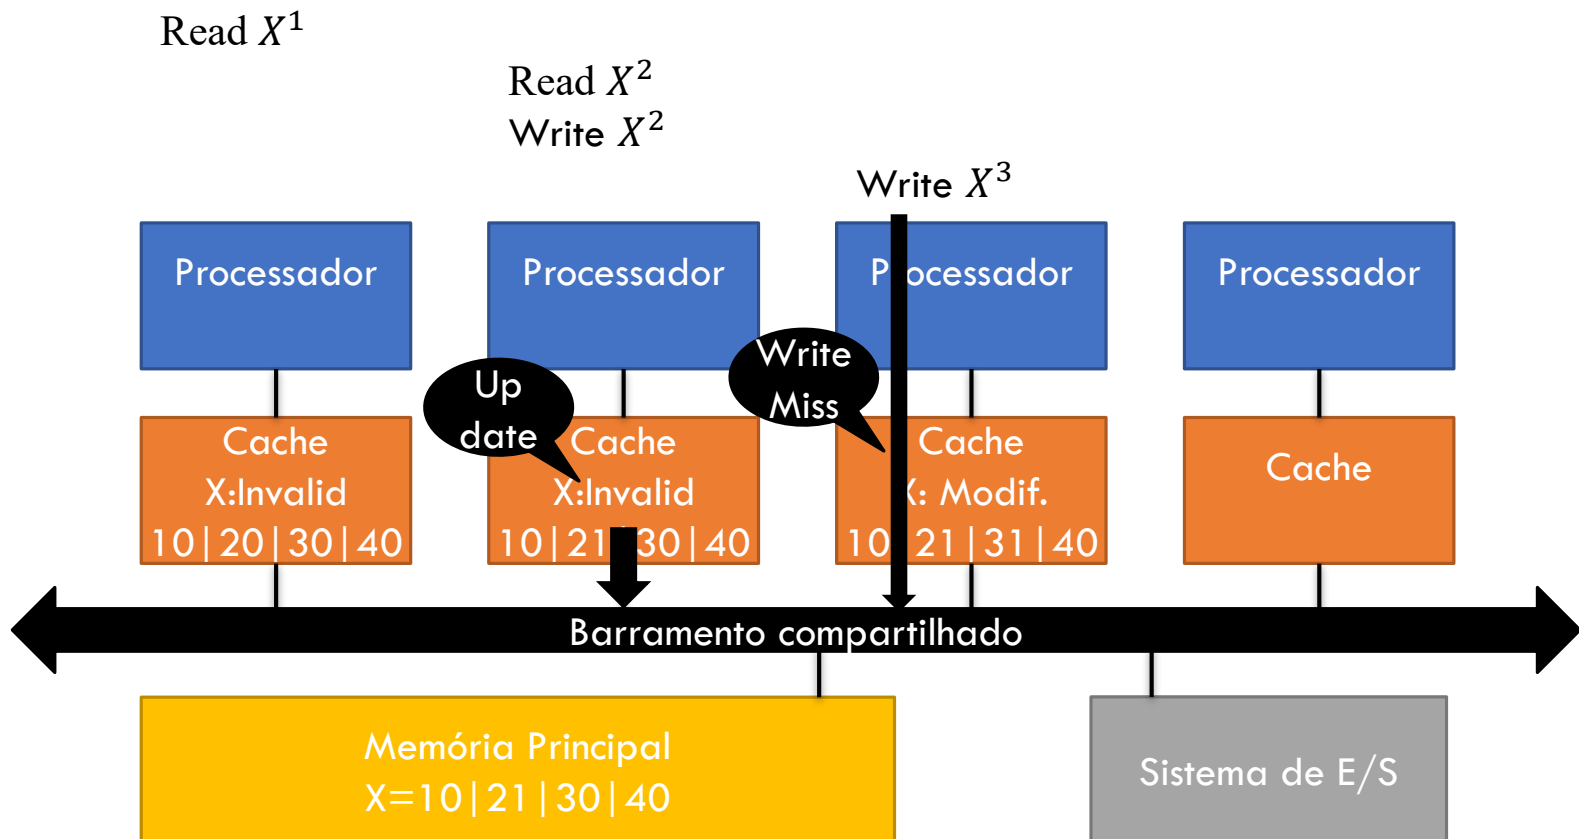 Read X¹
Read X²
Write X²
Write X³
Processador
Processador
Processador
Processador
Up
date
Write
Miss
Cache
X:Invalid
10|20|30|40
Cache
X:Invalid
10|21|30|40
Cache
X: Modif.
10|21|31|40
Cache
Barramento compartilhado
Memória Principal
X=10|21|30|40
Sistema de E/S